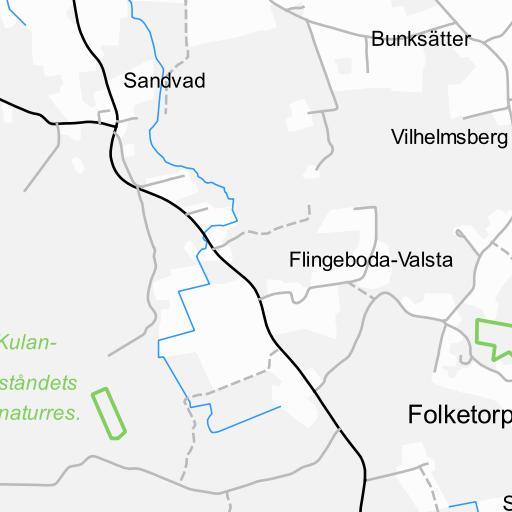 Bunksätter
Sandvad
Vilhelmsberg
Flingeboda-Valsta
Kulan-
ståndets
naturres.
Folketorp
S